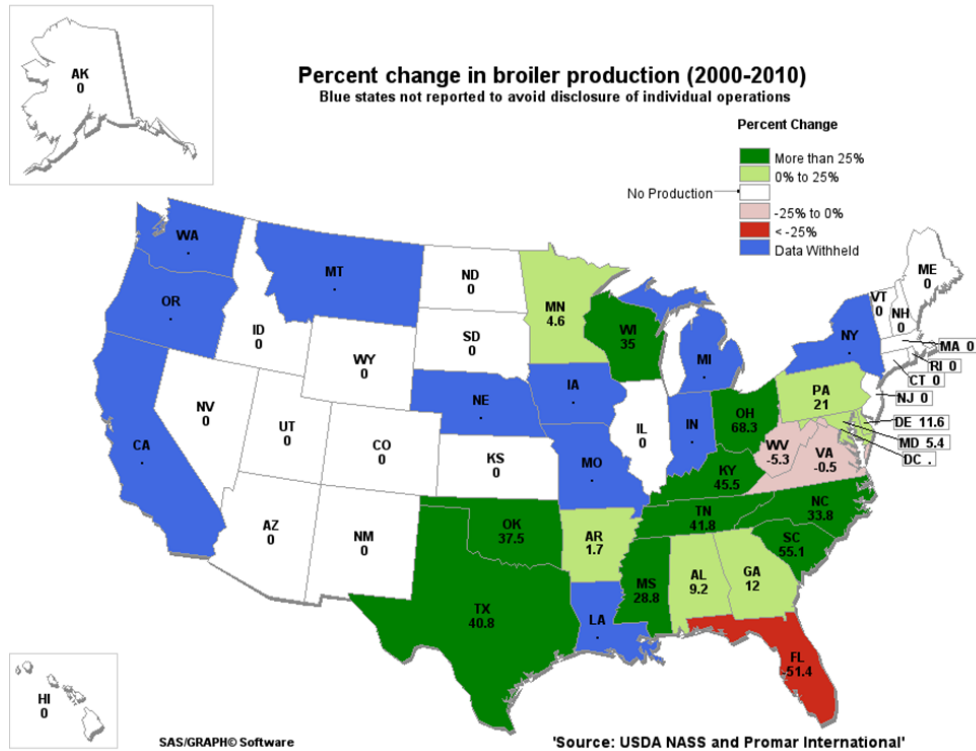 AK
0
Percent change in broiler production (2000-2010)
Blue states not reported to avoid disclosure of individual operations
Percent Change
More than 25%
0% to 25%
No Production
-25% to 0%
< -25%
Data Withheld
WA
.
MT
.
ND
0
MN
4.6
ME
0
VT
0
NH
0
OR
.
ID
0
SD
0
WI
35
NY
.
MA 0
RI 0
CT 0
NJ 0
WY
0
MI
.
NV
0
NE
.
IA
.
PA
21
DE 11.6
MD 5.4
DC .
CA
.
UT
0
CO
0
IL
0
IN
.
OH
68.3
WV
-5.3
VA
-0.5
KS
0
MO
.
KY
45.5
NC
33.8
TN
41.8
AZ
0
NM
0
OK
37.5
AR
1.7
SC
55.1
MS
28.8
AL
9.2
GA
12
TX
40.8
LA
.
FL
-51.4
HI
0
SAS/GRAPH© Software
'Source: USDA NASS and Promar International'